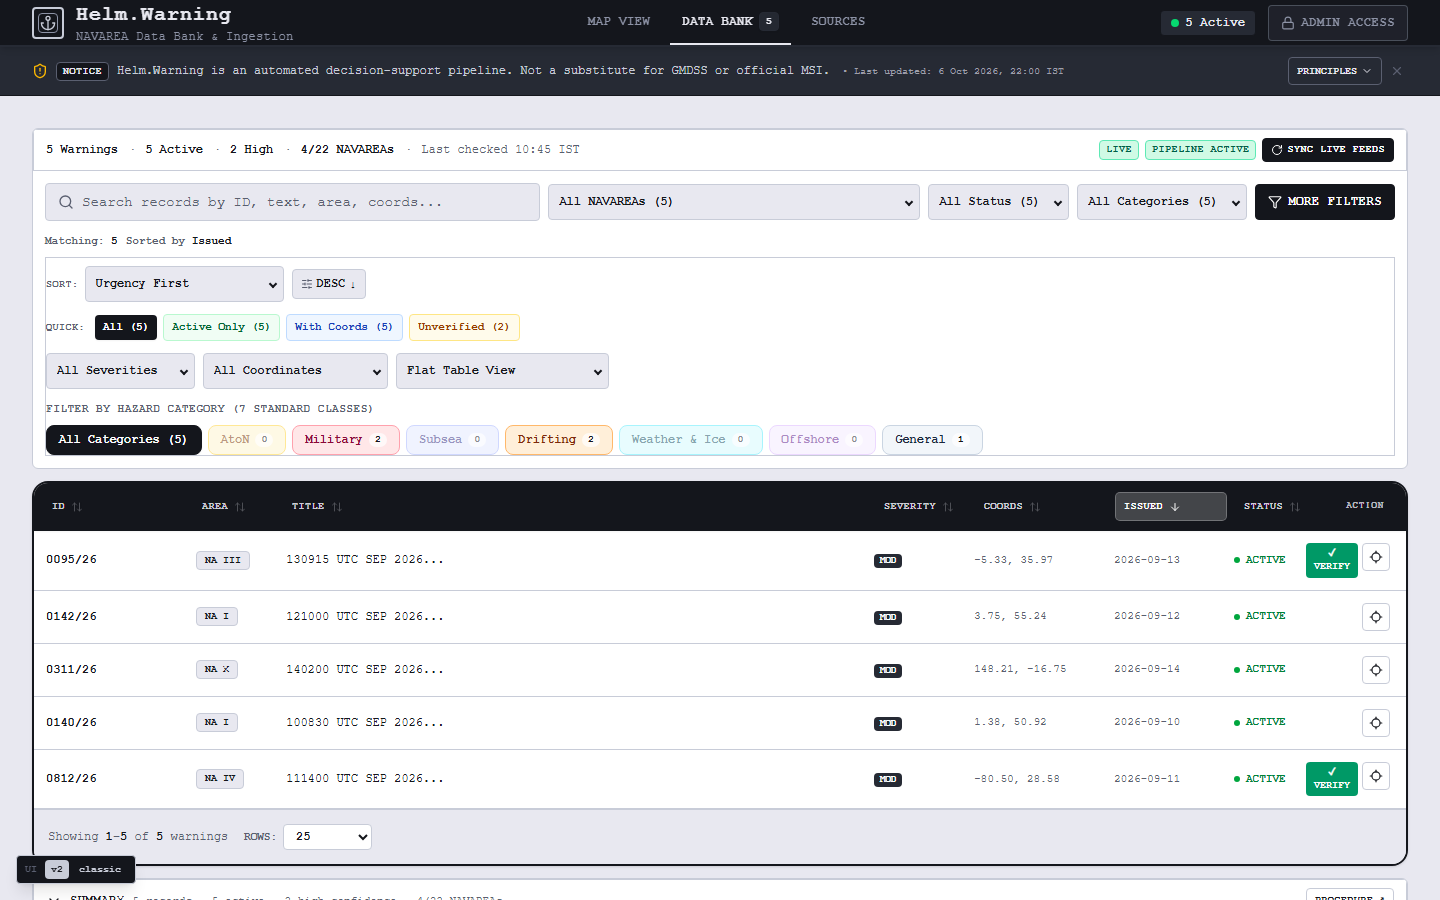 Helm.Warning
NAVAREA Data Bank & Ingestion
MAP VIEW
DATA BANK 5
SOURCES
5 Active
ADMIN ACCESS
NOTICE Helm.Warning is an automated decision-support pipeline. Not a substitute for GMDSS or official MSI. • Last updated: 6 Oct 2026, 22:00 IST
PRINCIPLES
5 Warnings · 5 Active · 2 High · 4/22 NAVAREAs · Last checked 10:45 IST
LIVE PIPELINE ACTIVE SYNC LIVE FEEDS
Search records by ID, text, area, coords...
All NAVAREAs (5)
All Status (5)
All Categories (5)
MORE FILTERS
Matching: 5 Sorted by Issued
SORT: Urgency First DESC ↓
QUICK: All (5) Active Only (5) With Coords (5) Unverified (2)
All Severities All Coordinates Flat Table View
FILTER BY HAZARD CATEGORY (7 STANDARD CLASSES)
All Categories (5) AtoN 0 Military 2 Subsea 0 Drifting 2 Weather & Ice 0 Offshore 0 General 1
ID AREA TITLE SEVERITY COORDS ISSUED ↓ STATUS ACTION
0095/26 NA III 130915 UTC SEP 2026... MOD -5.33, 35.97 2026-09-13 ACTIVE ✓ VERIFY
0142/26 NA I 121000 UTC SEP 2026... MOD 3.75, 55.24 2026-09-12 ACTIVE
0311/26 NA X 140200 UTC SEP 2026... MOD 148.21, -16.75 2026-09-14 ACTIVE
0140/26 NA I 100830 UTC SEP 2026... MOD 1.38, 50.92 2026-09-10 ACTIVE
0812/26 NA IV 111400 UTC SEP 2026... MOD -80.50, 28.58 2026-09-11 ACTIVE ✓ VERIFY
Showing 1–5 of 5 warnings ROWS: 25
UI v2 classic
SUMMARY 5 records · 5 active · 2 high confidence · 4/22 NAVAREAs
PROCEDURE